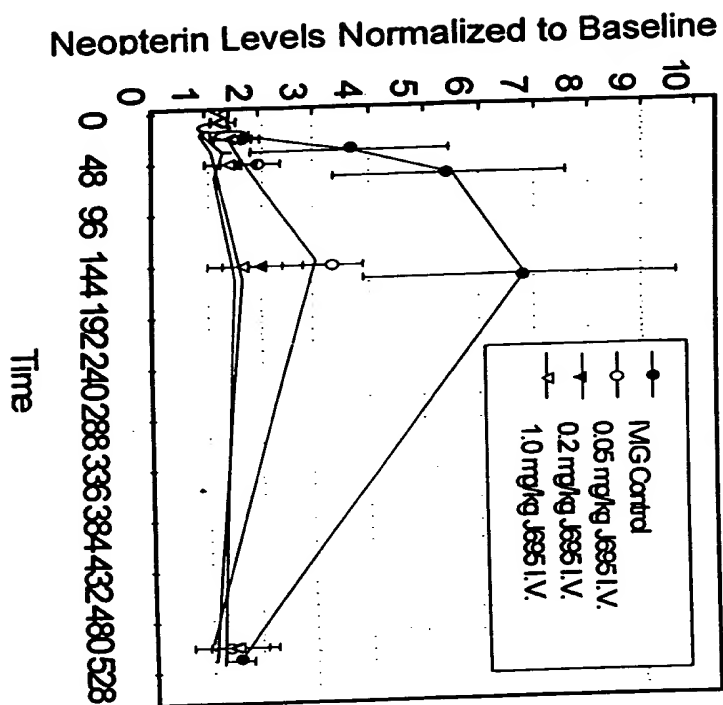 Neopterin Levels Normalized to Baseline
10
9
8
7
6
5
4
3
2
1
0
0 48 96 144 192 240 288 336 384 432 480 528
Time
IVIG Control
0.05 mg/kg J695 I.V.
0.2 mg/kg J695 I.V.
1.0 mg/kg J695 I.V.